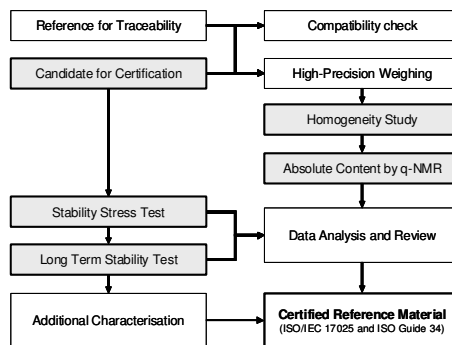 Reference for Traceability
Compatibility check
Candidate for Certification
High-Precision Weighing
Homogeneity Study
Absolute Content by q-NMR
Stability Stress Test
Data Analysis and Review
Long Term Stability Test
Additional Characterisation
Certified Reference Material
(ISO/IEC 17025 and ISO Guide 34)